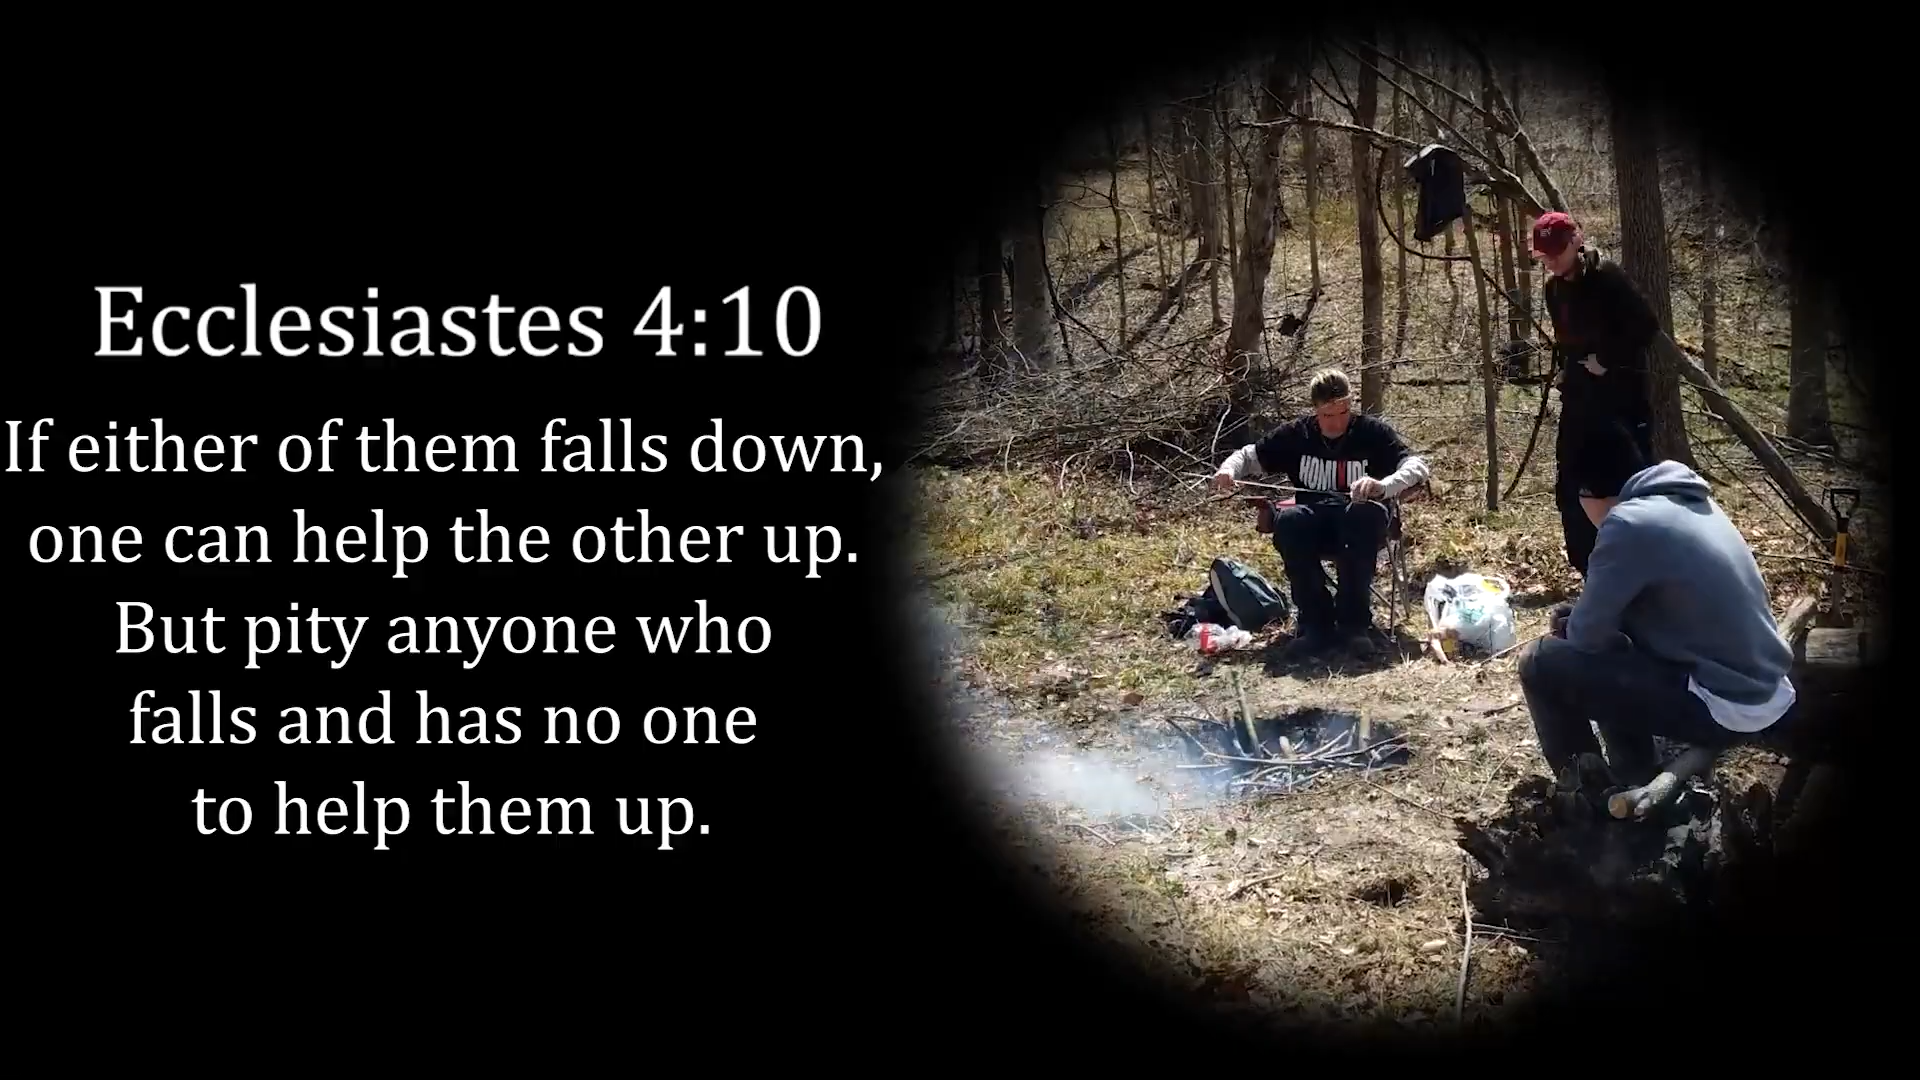 Ecclesiastes 4:10
If either of them falls down,
one can help the other up.
But pity anyone who
falls and has no one
to help them up.